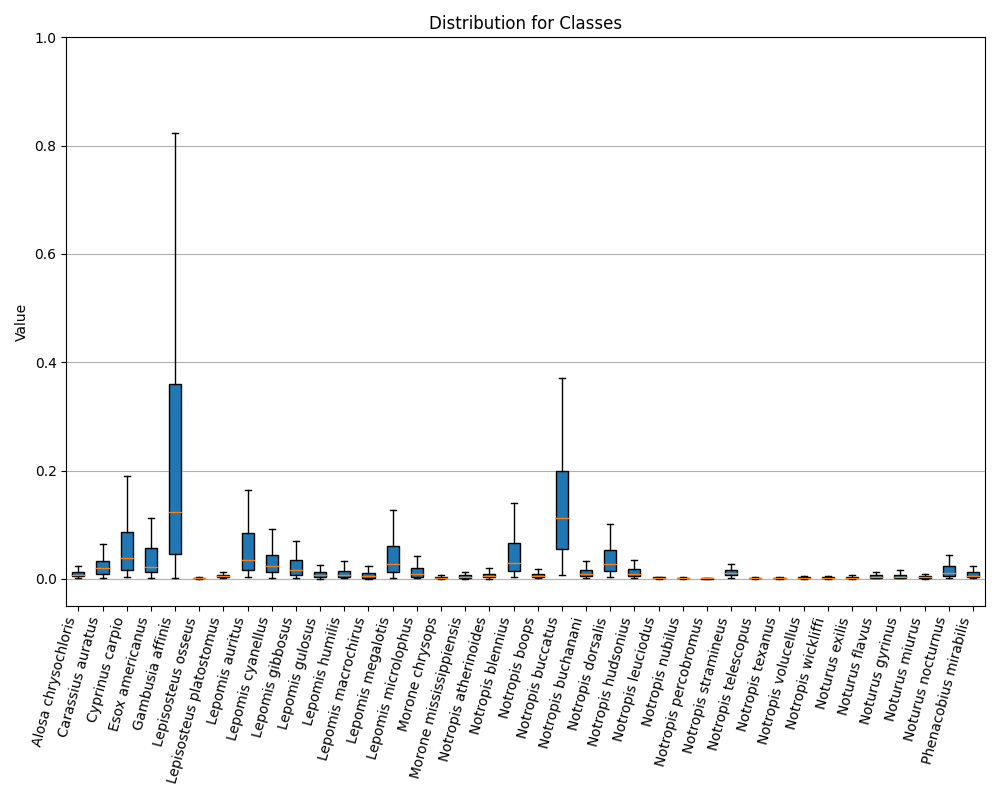 Distribution for Classes
Value
1.0
0.8
0.6
0.4
0.2
0.0
Alosa chrysochloris
Carassius auratus
Cyprinus carpio
Esox americanus
Gambusia affinis
Lepisosteus osseus
Lepisosteus platostomus
Lepomis auritus
Lepomis cyanellus
Lepomis gibbosus
Lepomis gulosus
Lepomis humilis
Lepomis macrochirus
Lepomis megalotis
Lepomis microlophus
Morone chrysops
Morone mississippiensis
Notropis atherinoides
Notropis blennius
Notropis boops
Notropis buccatus
Notropis buchanani
Notropis dorsalis
Notropis hudsonius
Notropis leuciodus
Notropis nubilus
Notropis percobromus
Notropis stramineus
Notropis telescopus
Notropis texanus
Notropis volucellus
Notropis wickliffi
Noturus exilis
Noturus flavus
Noturus gyrinus
Noturus miurus
Noturus nocturnus
Phenacobius mirabilis